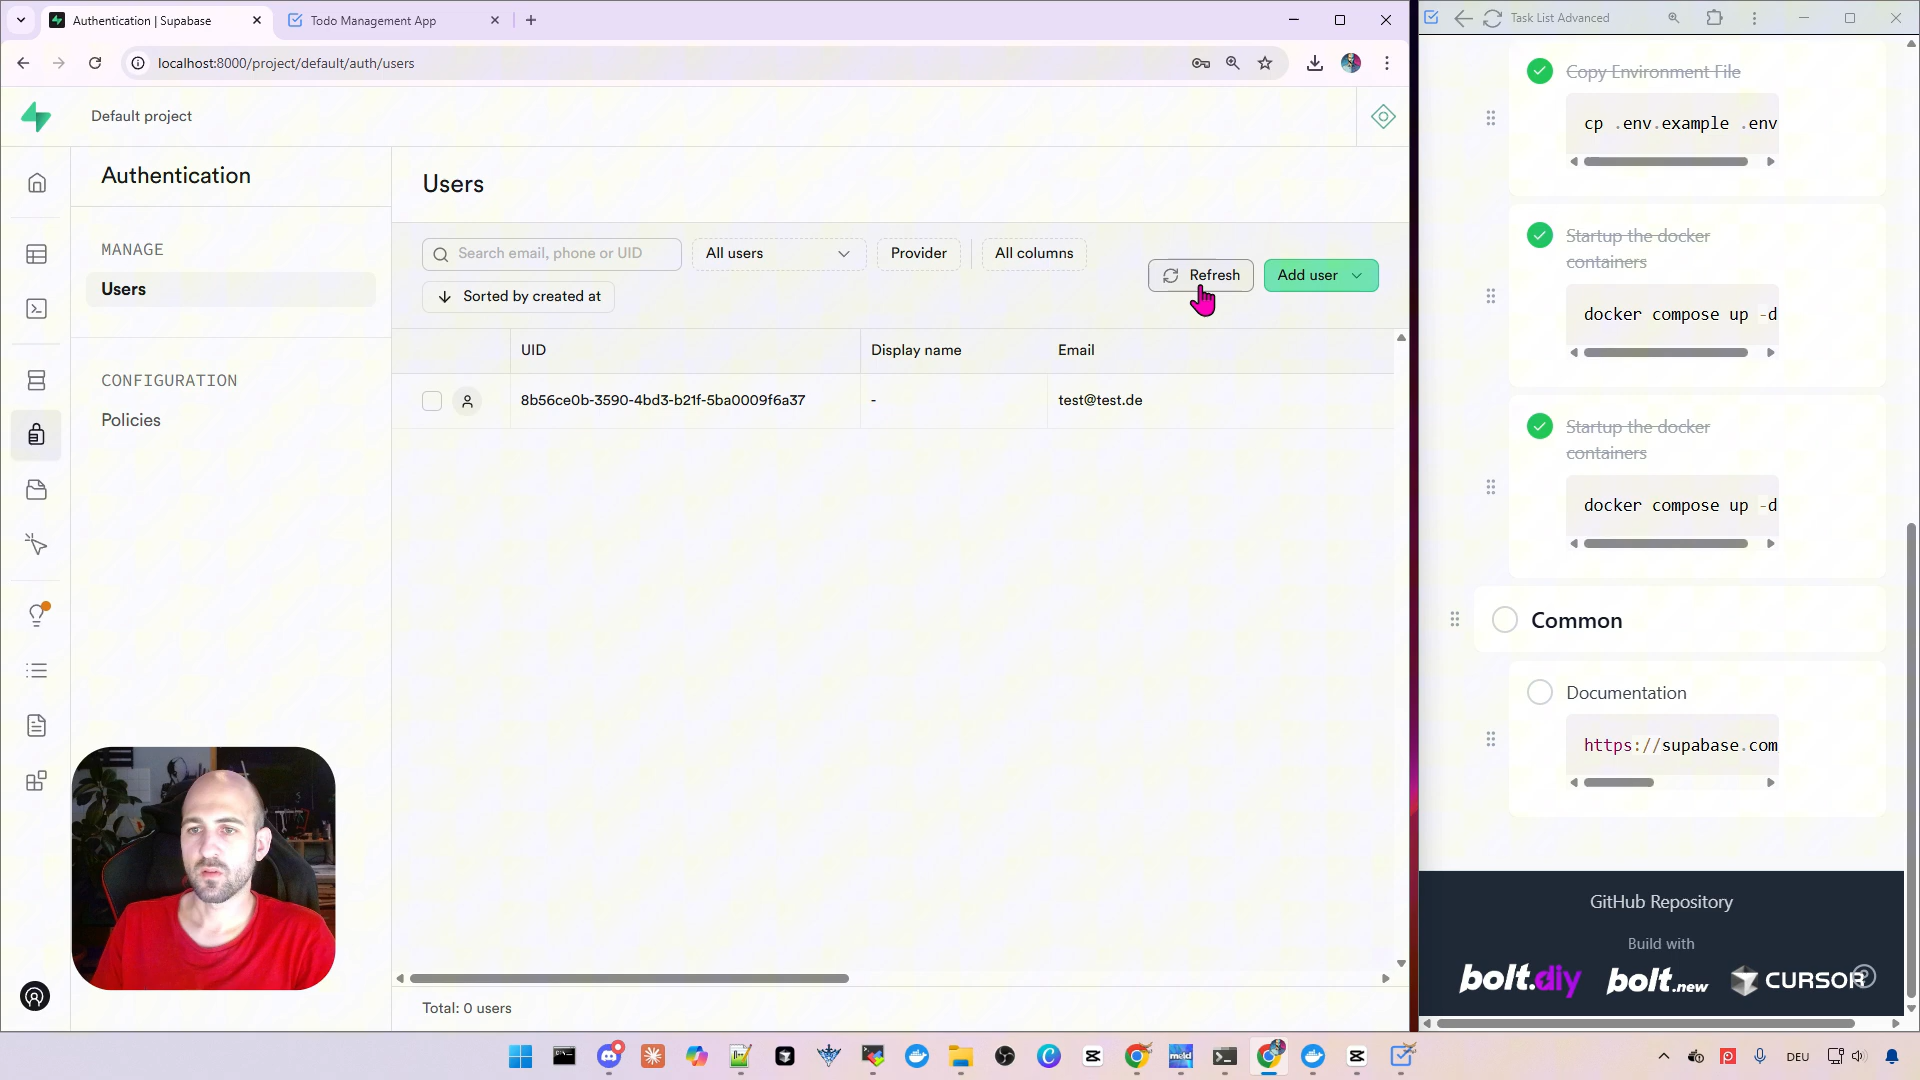 Authentication | Supabase
Todo Management App
Task List Advanced
localhost:8000/project/default/auth/users
Default project
Authentication
MANAGE
Users
CONFIGURATION
Policies
Users
Search email, phone or UID
All users
Provider
All columns
Sorted by created at
Refresh
Add user
UID
Display name
Email
8b56ce0b-3590-4bd3-b21f-5ba0009f6a37
-
test@test.de
Total: 0 users
Copy Environment File
cp .env.example .env
Startup the docker
containers
docker compose up -d
Startup the docker
containers
docker compose up -d
Common
Documentation
https://supabase.com
GitHub Repository
Build with
bolt.diy
bolt.new
CURSOR
DEU